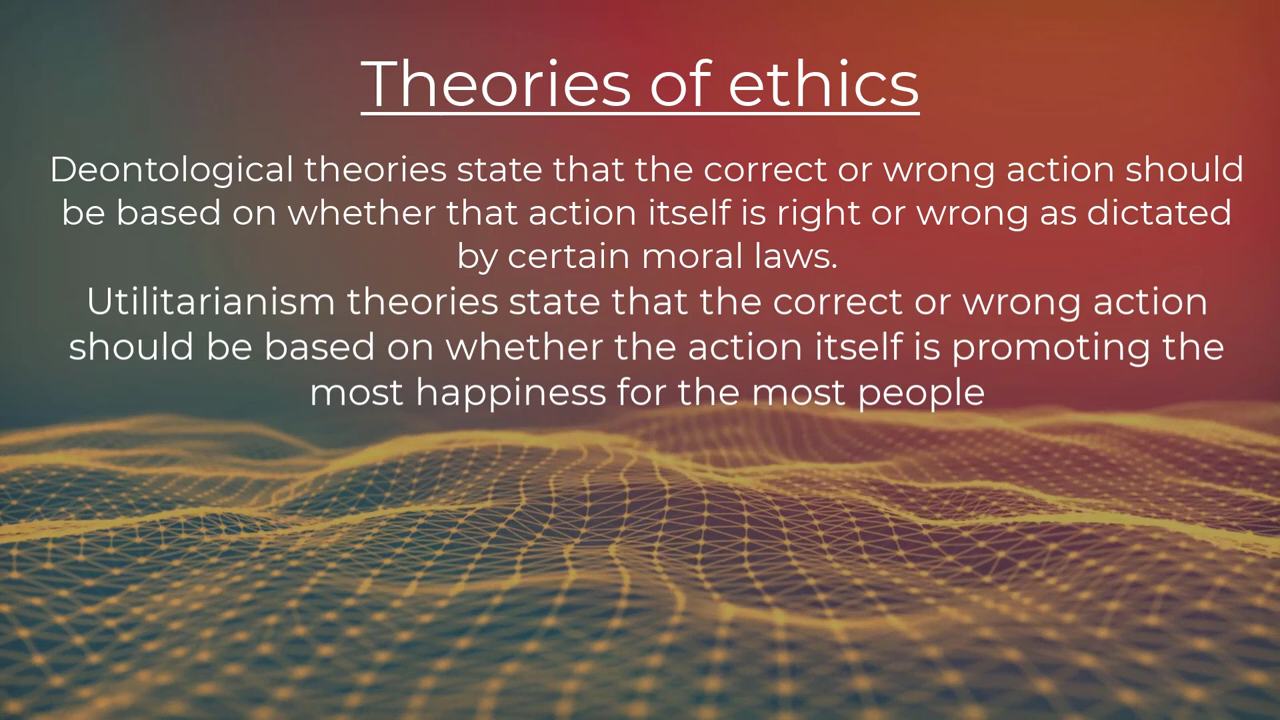 Theories of ethics
Deontological theories state that the correct or wrong action should
be based on whether that action itself is right or wrong as dictated
by certain moral laws.
Utilitarianism theories state that the correct or wrong action
should be based on whether the action itself is promoting the
most happiness for the most people